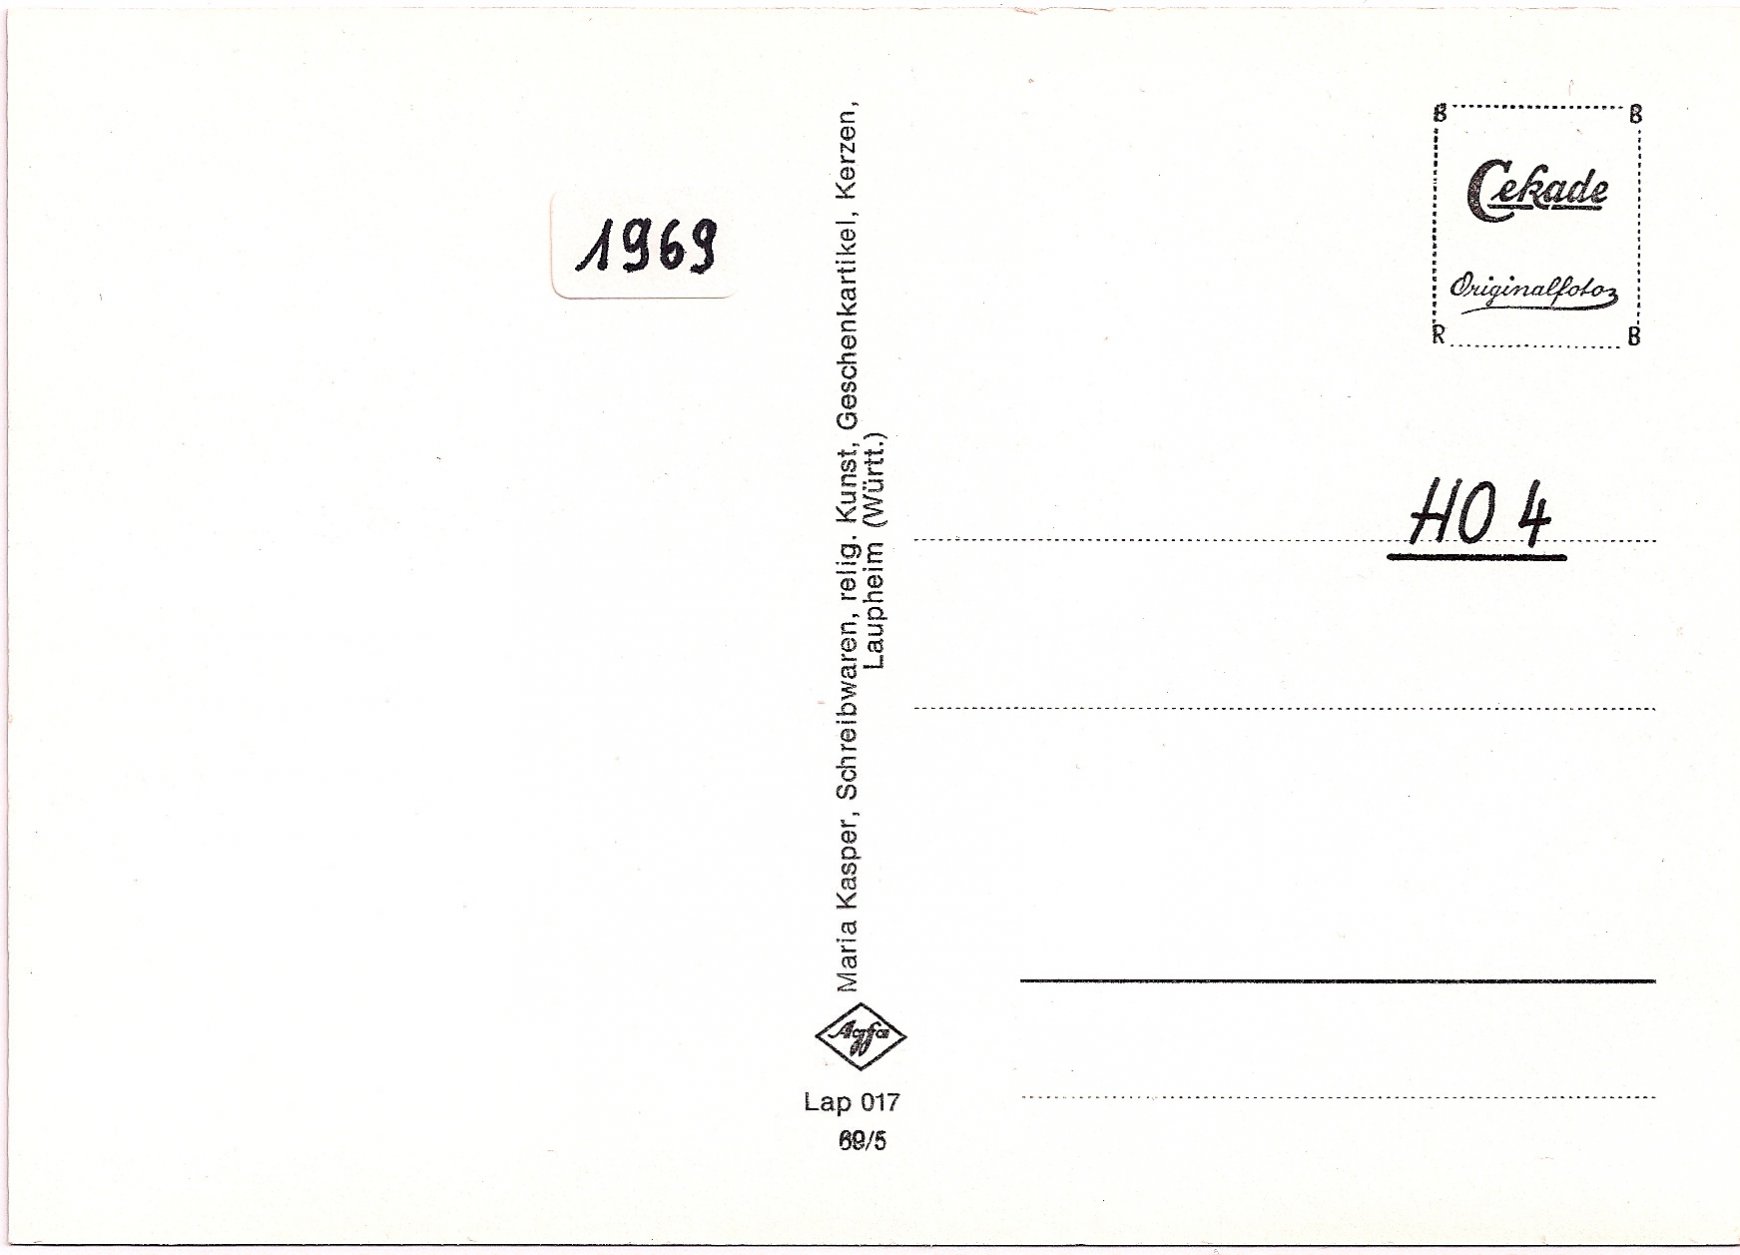 1969
Maria Kasper, Schreibwaren, relig. Kunst, Geschenkartikel, Kerzen,
Laupheim (Württ.)
Agfa
Lap 017
69/5
B B
Cekade
Originalfoto
R B
HO 4